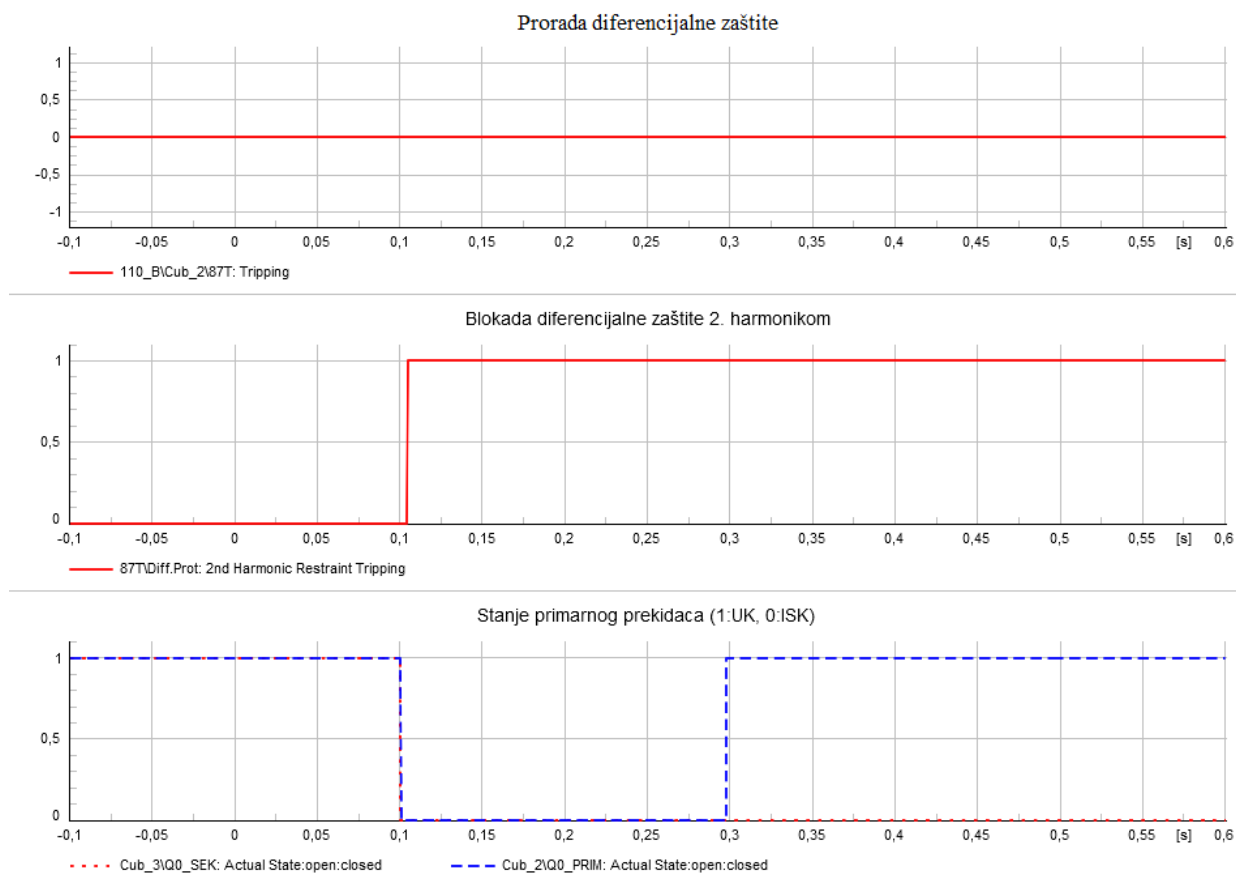 Prorada diferencijalne zaštite
1
0,5
0
-0,5
-1
-0,1 -0,05 0 0,05 0,1 0,15 0,2 0,25 0,3 0,35 0,4 0,45 0,5 0,55 [s] 0,6
110_B\Cub_2\87T: Tripping
Blokada diferencijalne zaštite 2. harmonikom
1
0,5
0
-0,1 -0,05 0 0,05 0,1 0,15 0,2 0,25 0,3 0,35 0,4 0,45 0,5 0,55 [s] 0,6
87T\Diff.Prot: 2nd Harmonic Restraint Tripping
Stanje primarnog prekidaca (1:UK, 0:ISK)
1
0,5
0
-0,1 -0,05 0 0,05 0,1 0,15 0,2 0,25 0,3 0,35 0,4 0,45 0,5 0,55 [s] 0,6
Cub_3\Q0_SEK: Actual State:open:closed Cub_2\Q0_PRIM: Actual State:open:closed